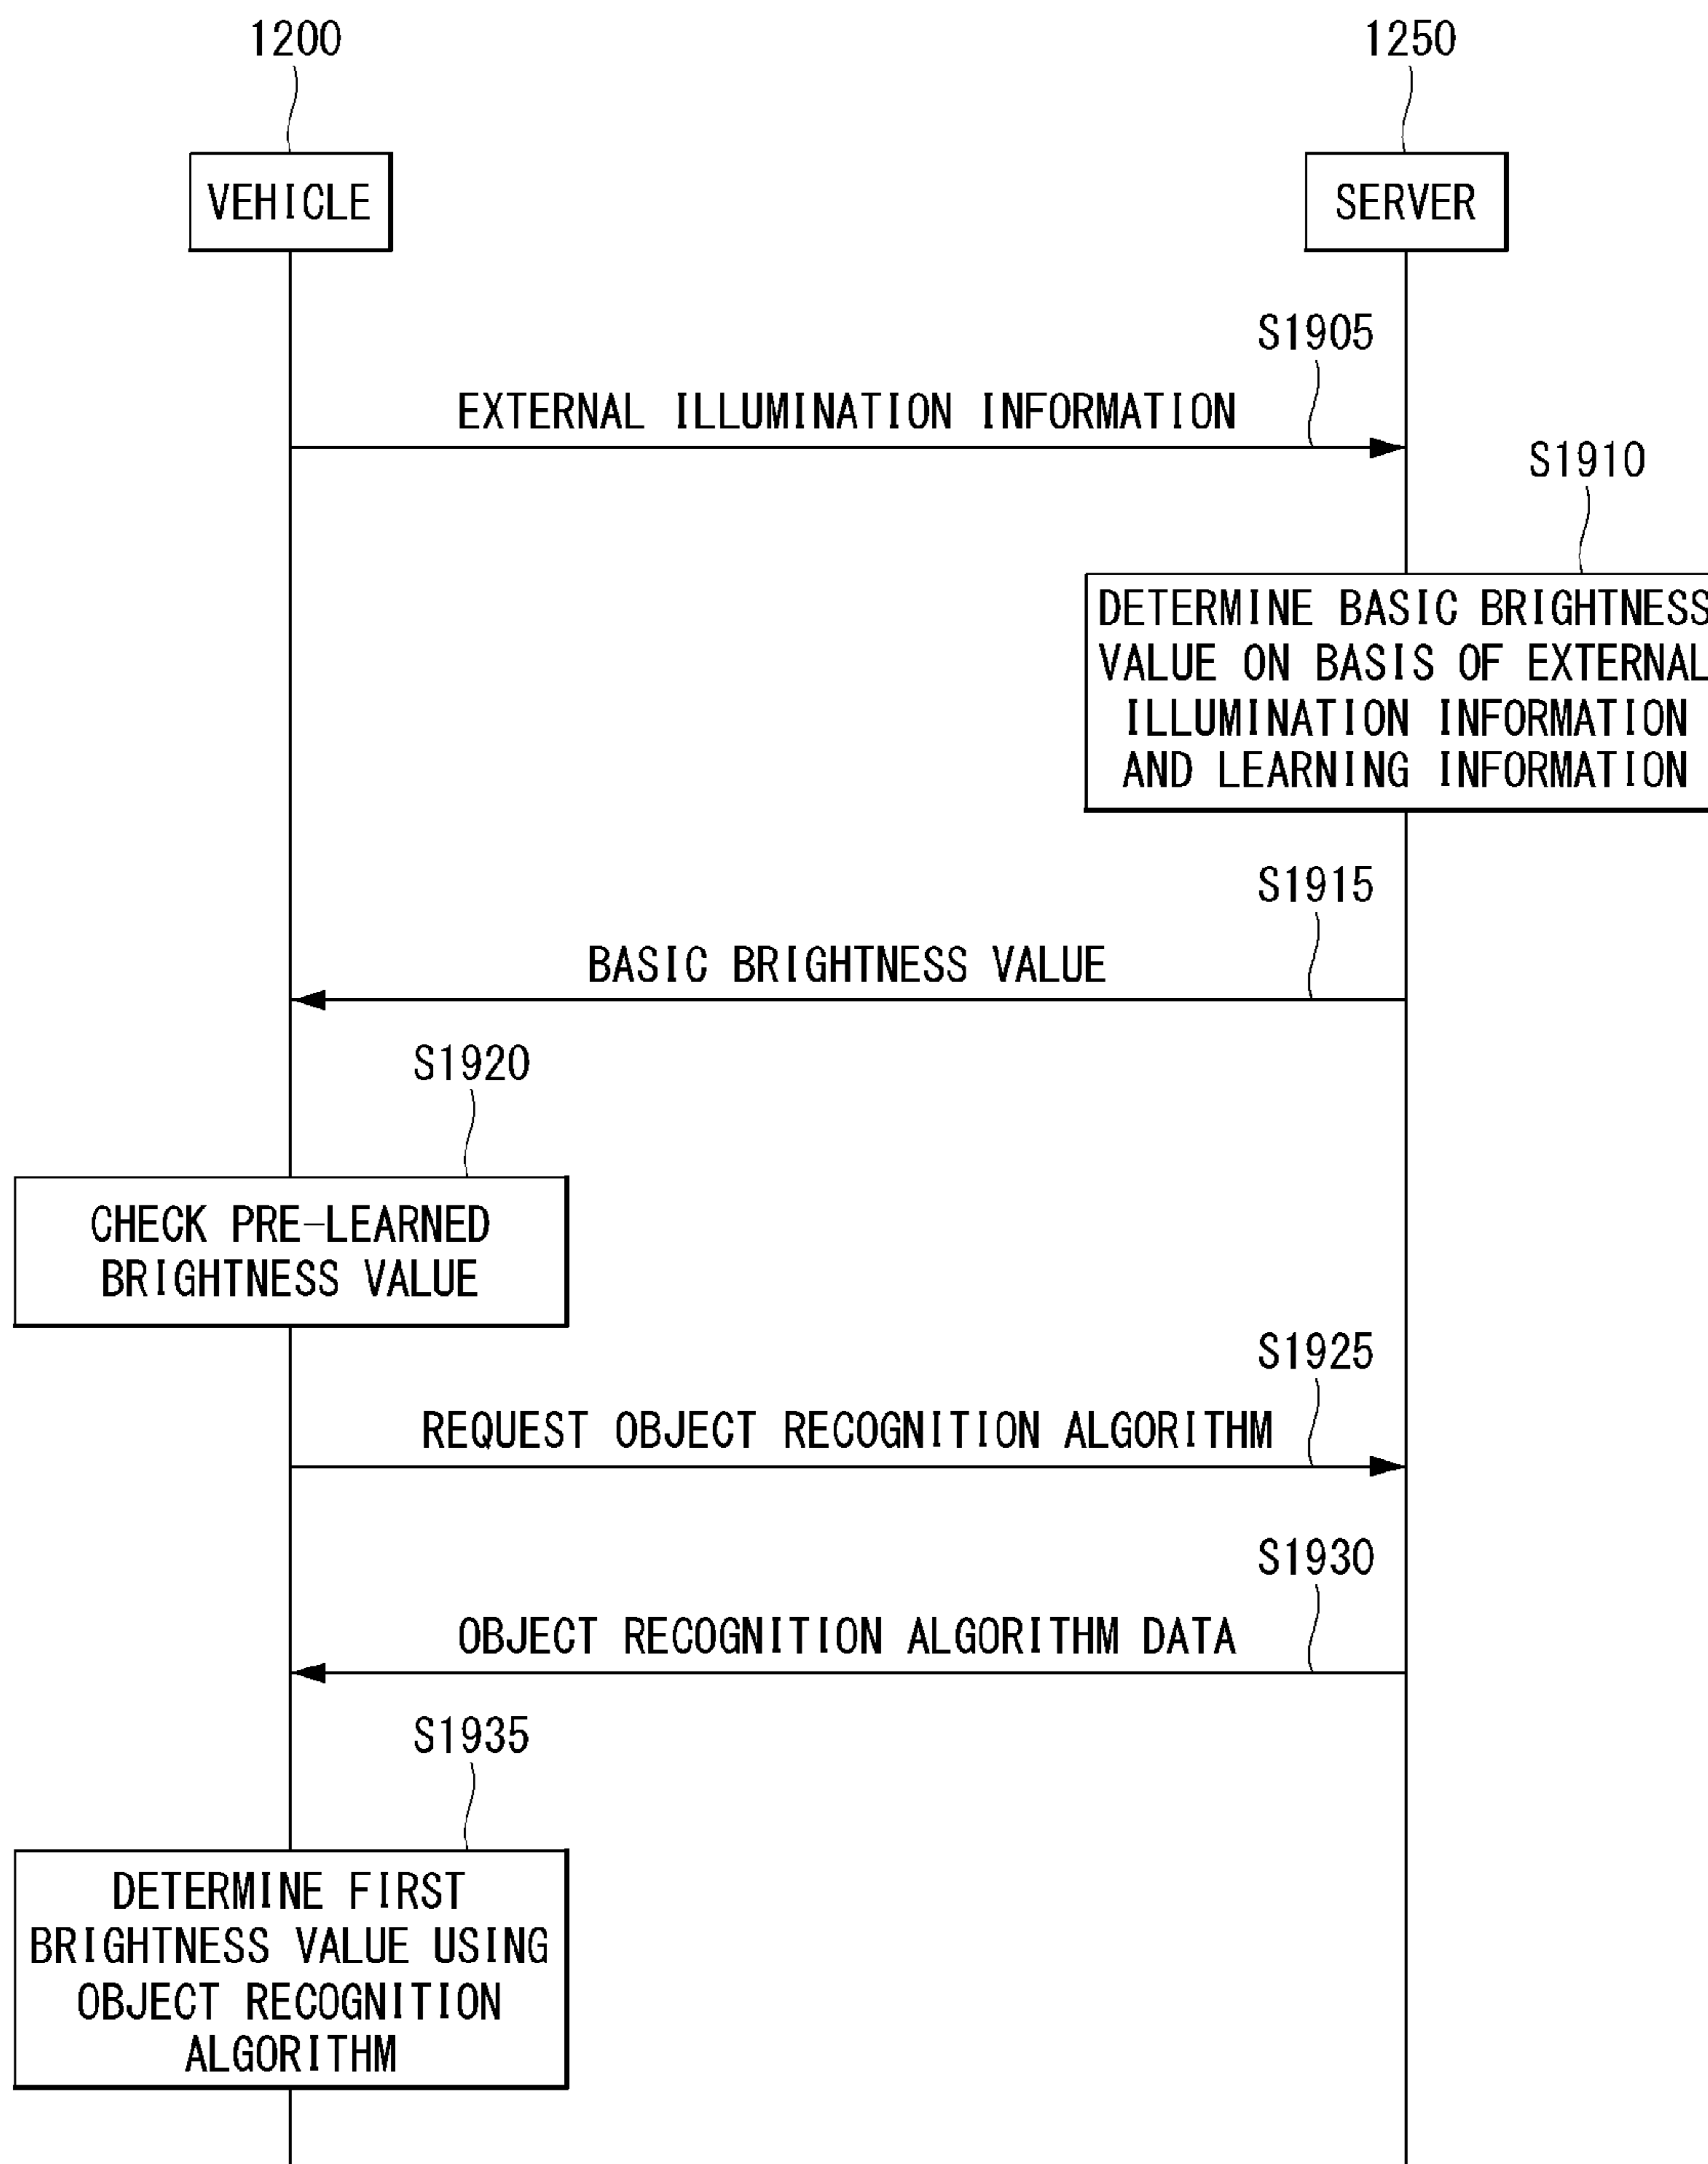 1200
1250
VEHICLE
SERVER
S1905
EXTERNAL ILLUMINATION INFORMATION
S1910
DETERMINE BASIC BRIGHTNESS
VALUE ON BASIS OF EXTERNAL
ILLUMINATION INFORMATION
AND LEARNING INFORMATION
S1915
BASIC BRIGHTNESS VALUE
S1920
CHECK PRE-LEARNED
BRIGHTNESS VALUE
S1925
REQUEST OBJECT RECOGNITION ALGORITHM
S1930
OBJECT RECOGNITION ALGORITHM DATA
S1935
DETERMINE FIRST
BRIGHTNESS VALUE USING
OBJECT RECOGNITION
ALGORITHM